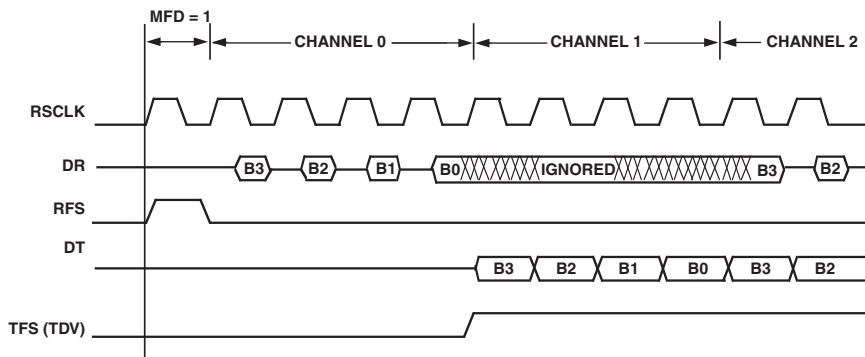 MFD = 1
CHANNEL 0 CHANNEL 1 CHANNEL 2
RSCLK
DR B3 B2 B1 B0 IGNORED B3 B2
RFS
DT
B3 B2 B1 B0 B3 B2
TFS (TDV)